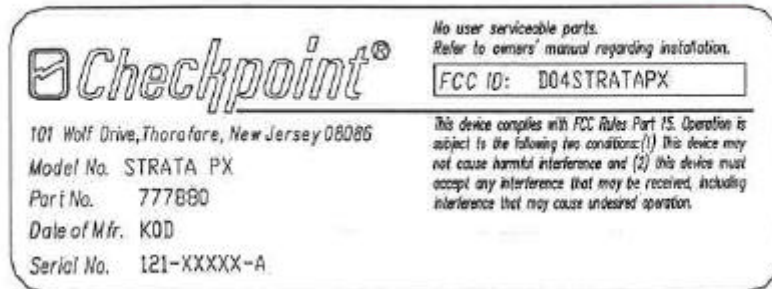 Checkpoint®
101 Wolf Drive, Thorofare, New Jersey 08086
Model No. STRATA PX
Part No. 777880
Date of Mfr. KOD
Serial No. 121-XXXXX-A
No user serviceable parts.
Refer to owners' manual regarding installation.
FCC ID: DO4STRATAPX
This device complies with FCC Rules Part 15. Operation is
subject to the following two conditions:(1) This device may
not cause harmful interference and (2) this device must
accept any interference that may be received, including
interference that may cause undesired operation.